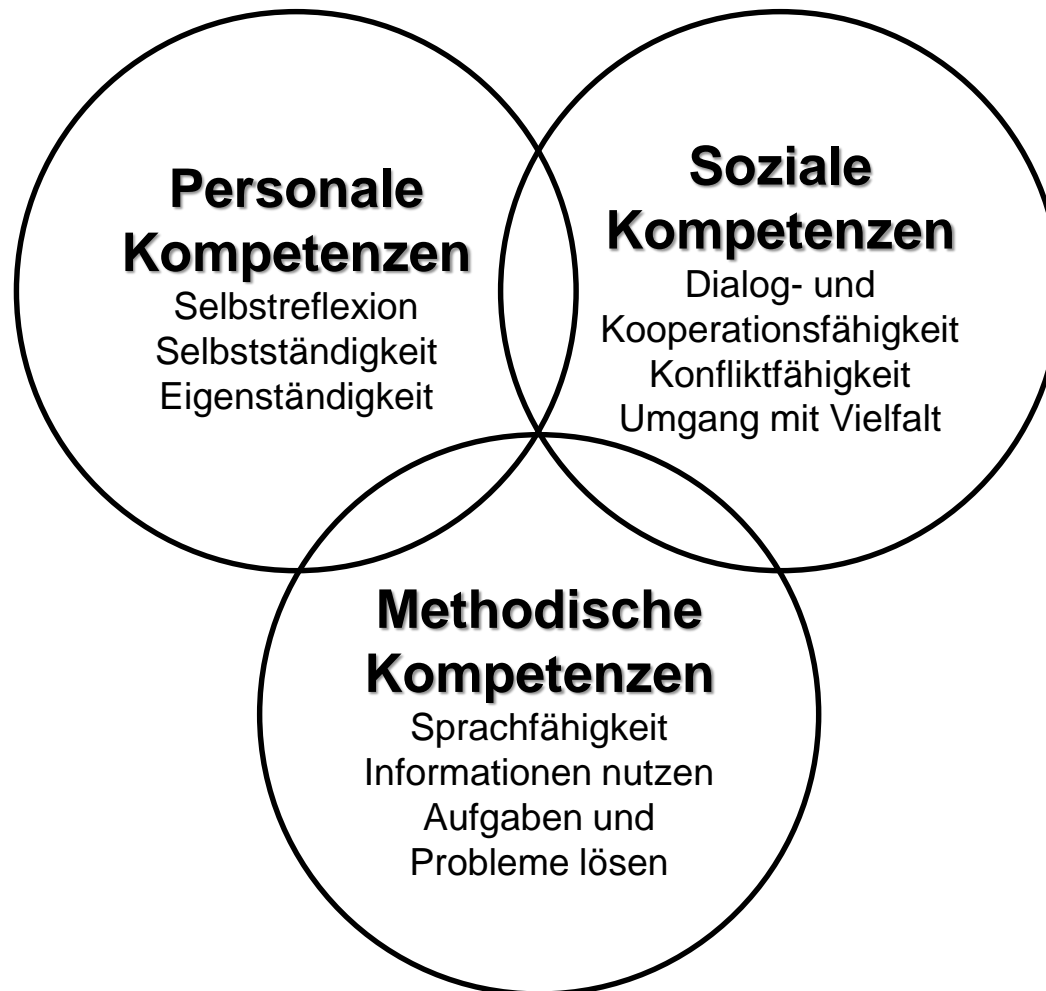 Personale
Kompetenzen
Selbstreflexion
Selbstständigkeit
Eigenständigkeit
Soziale
Kompetenzen
Dialog- und
Kooperationsfähigkeit
Konfliktfähigkeit
Umgang mit Vielfalt
Methodische
Kompetenzen
Sprachfähigkeit
Informationen nutzen
Aufgaben und
Probleme lösen